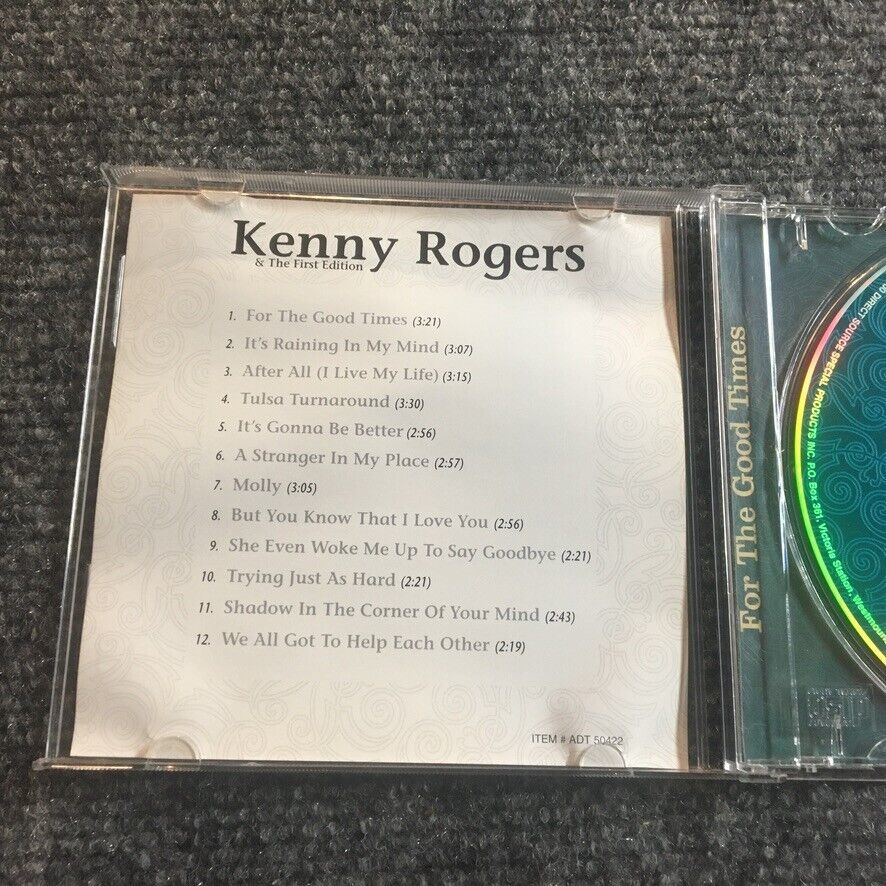 Kenny Rogers
& The First Edition
1. For The Good Times (3:21)
2. It's Raining In My Mind (3:07)
3. After All (I Live My Life) (3:15)
4. Tulsa Turnaround (3:30)
5. It's Gonna Be Better (2:56)
6. A Stranger In My Place (2:57)
7. Molly (3:05)
8. But You Know That I Love You (2:56)
9. She Even Woke Me Up To Say Goodbye (2:21)
10. Trying Just As Hard (2:21)
11. Shadow In The Corner Of Your Mind (2:43)
12. We All Got To Help Each Other (2:19)
ITEM # ADT 50422
For The Good Times
DIRECT SOURCE SPECIAL PRODUCTS INC. P.O. Box 361, Victoria Station,